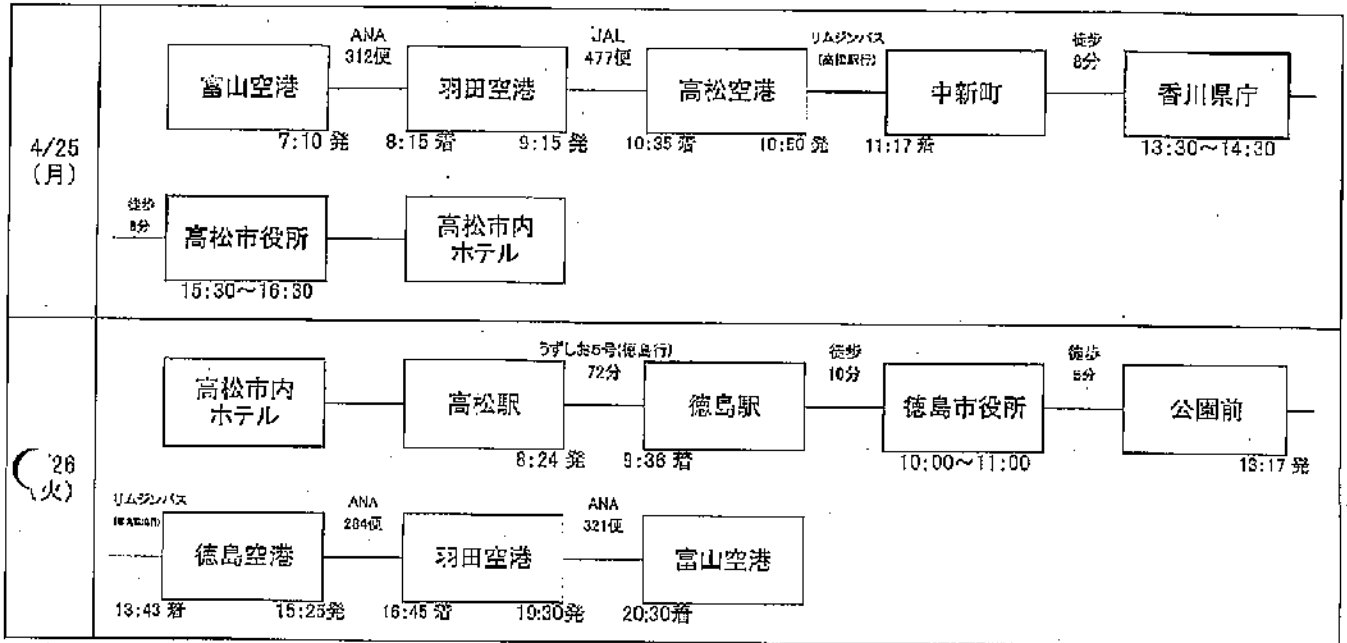 4/25
(月)
ANA
312便
JAL
477便
リムジンバス
(高松駅行)
徒歩
8分
富山空港
羽田空港
高松空港
中新町
香川県庁
7:10 発
8:15 着
9:15 発
10:35 着
10:50 発
11:17 着
13:30~14:30
徒歩
8分
高松市役所
高松市内
ホテル
15:30~16:30
26
(火)
うずしお5号(徳島行)
72分
徒歩
10分
徒歩
5分
高松市内
ホテル
高松駅
徳島駅
徳島市役所
公園前
8:24 発
9:36 着
10:00~11:00
13:17 発
リムジンバス
ANA
284便
ANA
321便
徳島空港
羽田空港
富山空港
13:43 着
15:25発
16:45 着
19:30発
20:30着